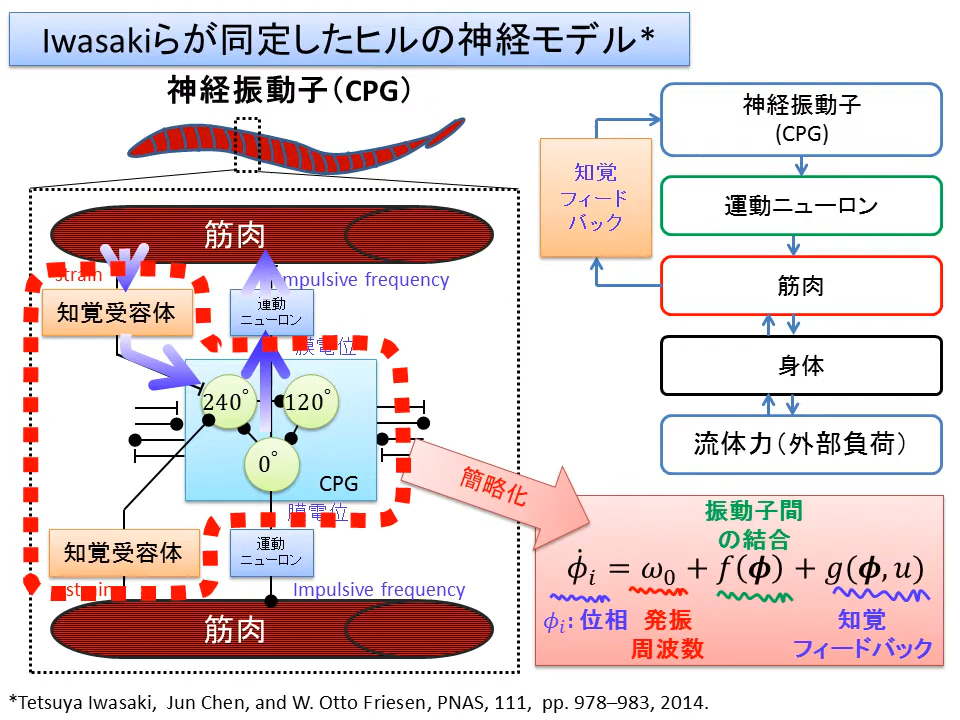 Iwasakiらが同定したヒルの神経モデル*
神経振動子（CPG）
筋肉
strain
Impulsive frequency
知覚受容体
運動
ニューロン
膜電位
240°
120°
0°
CPG
膜電位
知覚受容体
運動
ニューロン
strain
Impulsive frequency
筋肉
神経振動子
(CPG)
知覚
フィード
バック
運動ニューロン
筋肉
身体
流体力（外部負荷）
簡略化
振動子間
の結合
ϕ̇ᵢ = ω₀ + f(ϕ) + g(ϕ, u)
ϕᵢ: 位相
発振
周波数
知覚
フィードバック
*Tetsuya Iwasaki, Jun Chen, and W. Otto Friesen, PNAS, 111, pp. 978–983, 2014.